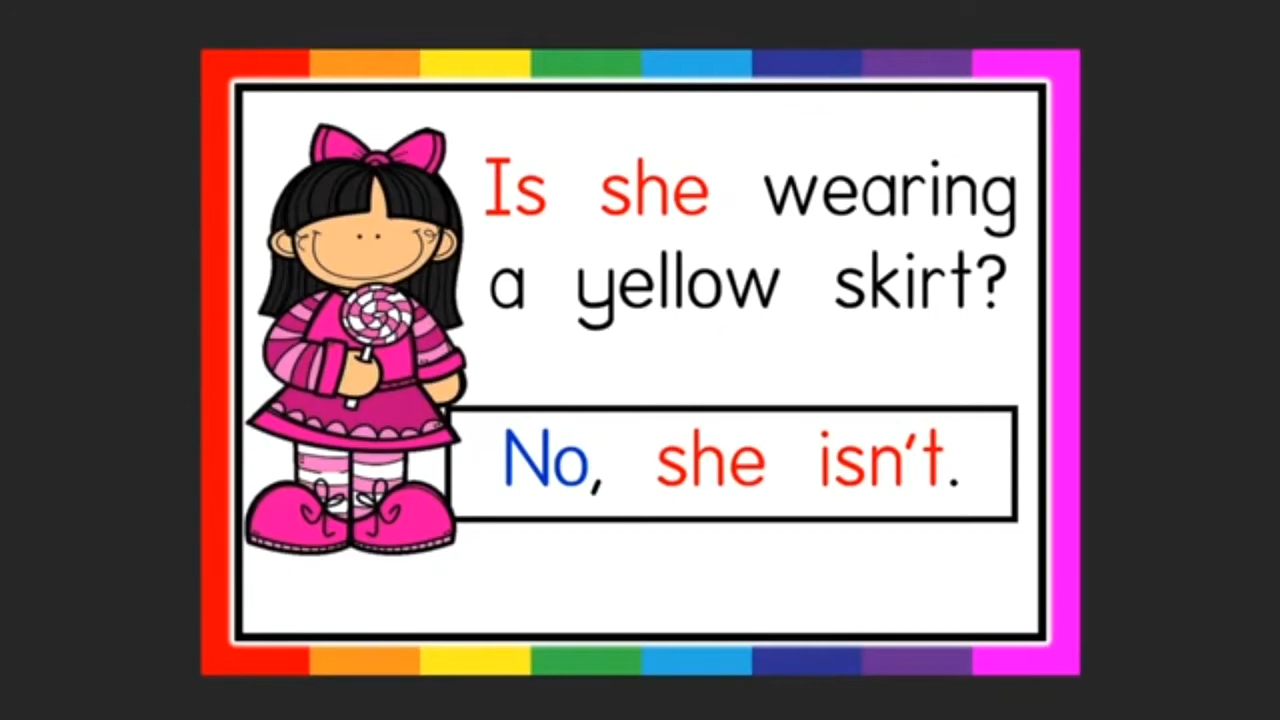 Is she wearing
a yellow skirt?
No, she isn't.